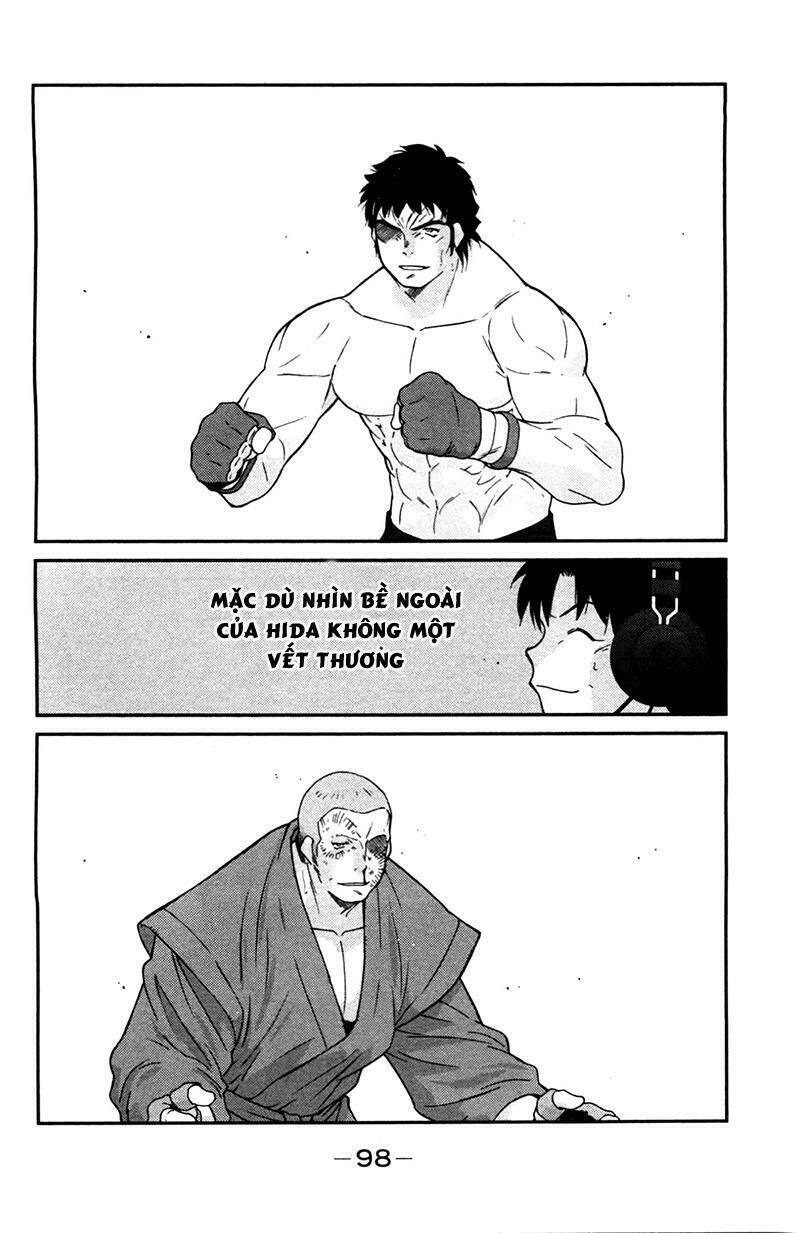 MẶC DÙ NHÌN BỀ NGOÀI
CỦA HIDA KHÔNG MỘT
VẾT THƯƠNG
-98-